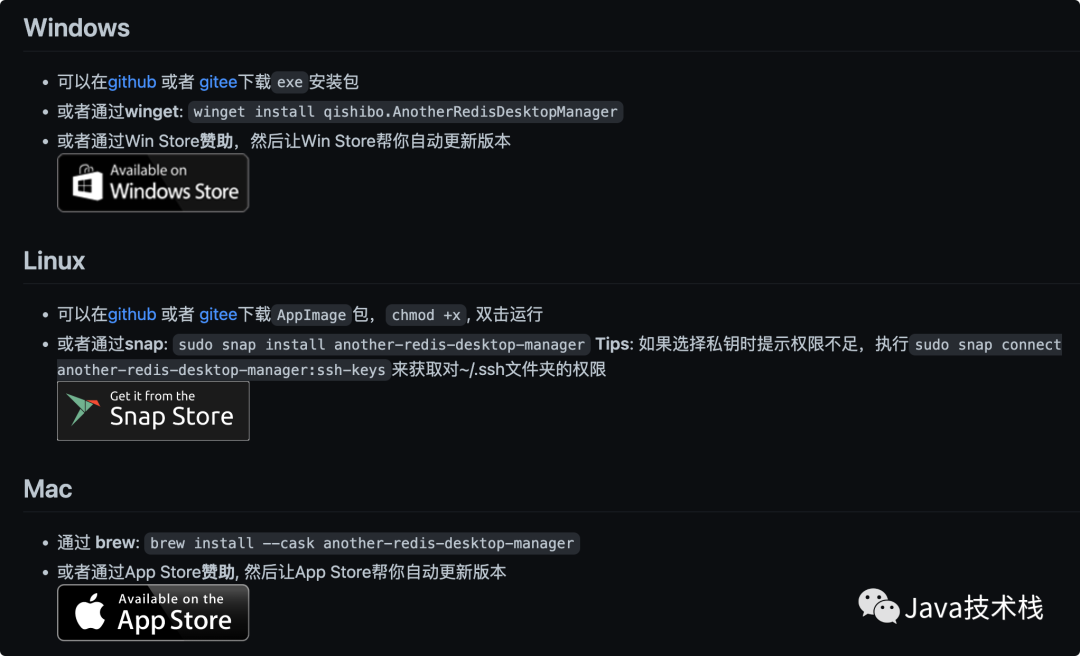 Windows
可以在github 或者 gitee下载 exe 安装包
或者通过winget: winget install qishibo.AnotherRedisDesktopManager
或者通过Win Store赞助，然后让Win Store帮你自动更新版本
Available on
Windows Store
Linux
可以在github 或者 gitee下载 AppImage 包， chmod +x , 双击运行
或者通过snap: sudo snap install another-redis-desktop-manager Tips: 如果选择私钥时提示权限不足，执行 sudo snap connect
another-redis-desktop-manager:ssh-keys 来获取对~/.ssh文件夹的权限
Get it from the
Snap Store
Mac
通过 brew: brew install --cask another-redis-desktop-manager
或者通过App Store赞助, 然后让App Store帮你自动更新版本
Available on the
App Store
Java技术栈